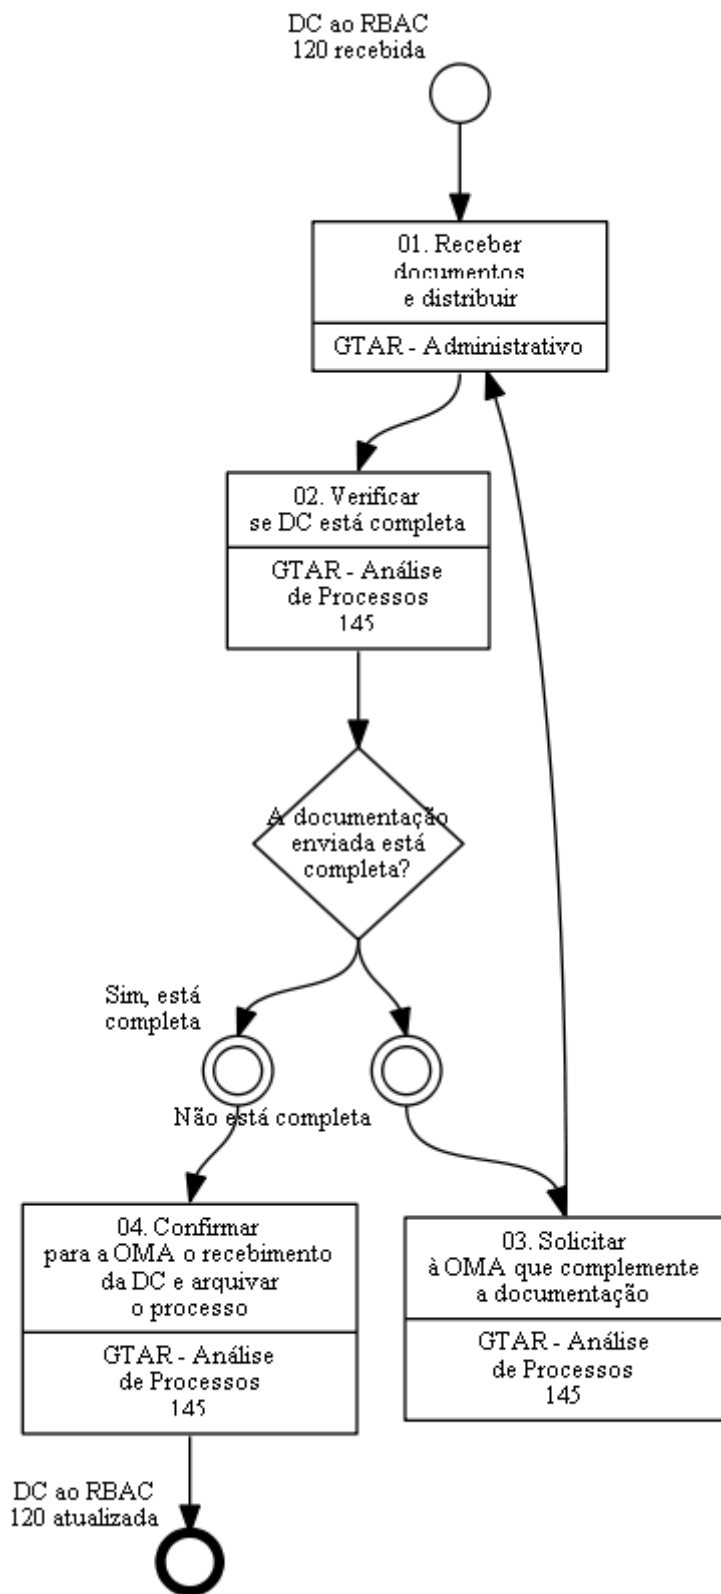 DC ao RBAC
120 recebida
01. Receber
documentos
e distribuir
GTAR - Administrativo
02. Verificar
se DC está completa
GTAR - Análise
de Processos
145
A documentação
enviada está
completa?
Sim, está
completa
Não está completa
04. Confirmar
para a OMA o recebimento
da DC e arquivar
o processo
GTAR - Análise
de Processos
145
03. Solicitar
à OMA que complemente
a documentação
GTAR - Análise
de Processos
145
DC ao RBAC
120 atualizada